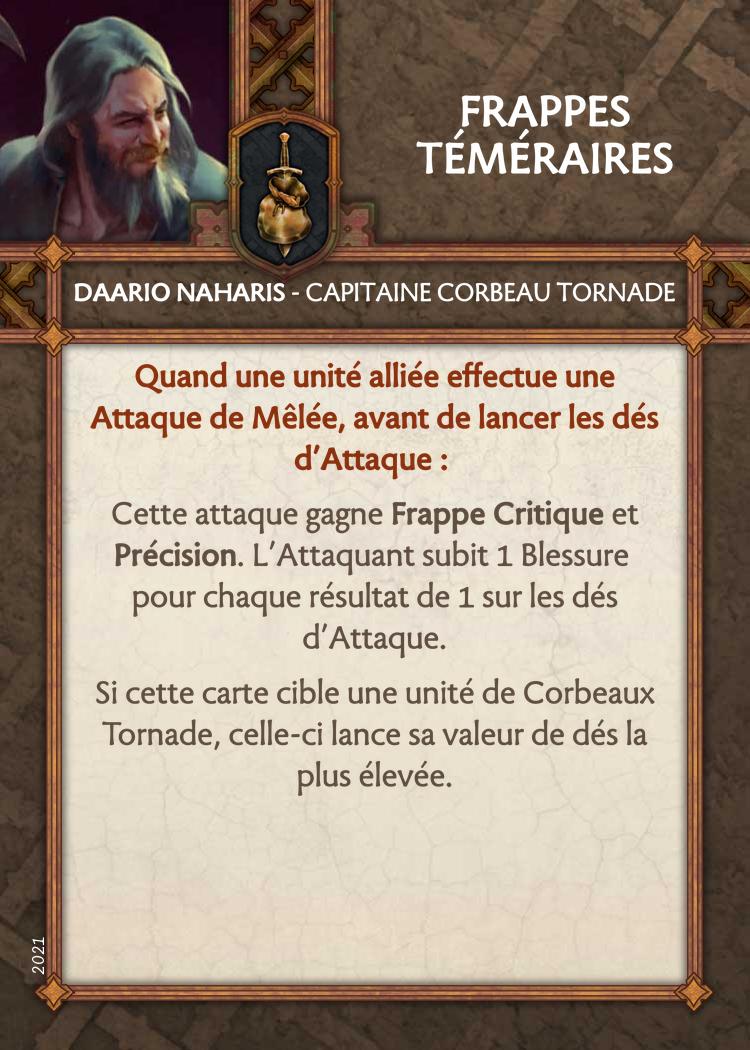 FRAPPES
TÉMÉRAIRES
DAARIO NAHARIS - CAPITAINE CORBEAU TORNADE
Quand une unité alliée effectue une
Attaque de Mêlée, avant de lancer les dés
d'Attaque :
Cette attaque gagne Frappe Critique et
Précision. L'Attaquant subit 1 Blessure
pour chaque résultat de 1 sur les dés
d'Attaque.
Si cette carte cible une unité de Corbeaux
Tornade, celle-ci lance sa valeur de dés la
plus élevée.
2021